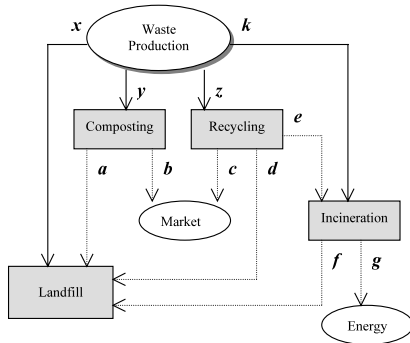 x
Waste
Production
k
y
z
e
Composting
Recycling
a
b
c
d
Market
Incineration
f
g
Landfill
Energy